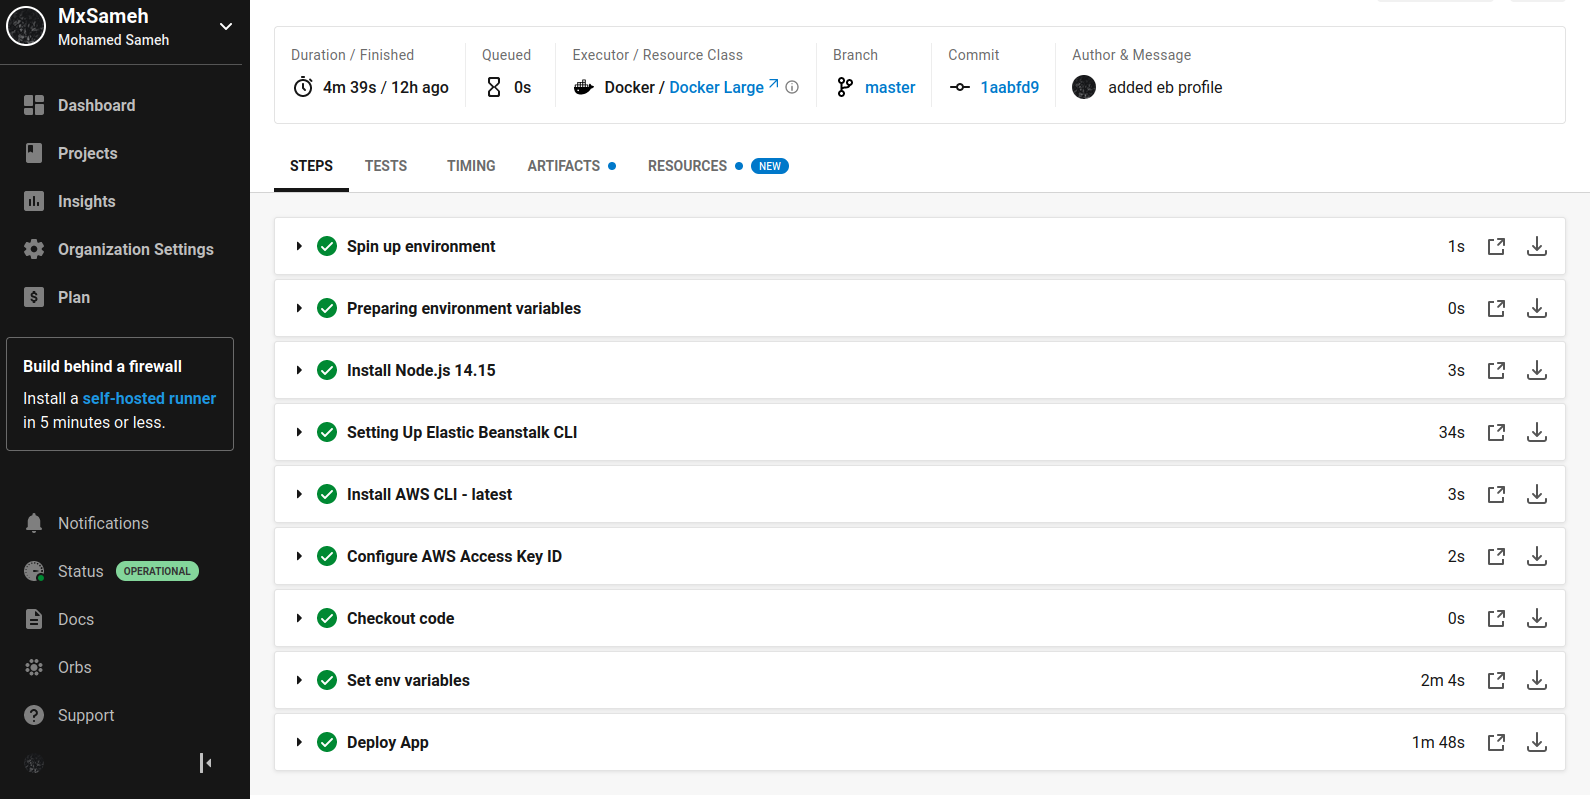 MxSameh
Mohamed Sameh
Dashboard
Projects
Insights
Organization Settings
Plan
Build behind a firewall
Install a self-hosted runner
in 5 minutes or less.
Notifications
Status OPERATIONAL
Docs
Orbs
Support
Duration / Finished
4m 39s / 12h ago
Queued
0s
Executor / Resource Class
Docker / Docker Large
Branch
master
Commit
1aabfd9
Author & Message
added eb profile
STEPS TESTS TIMING ARTIFACTS RESOURCES NEW
Spin up environment 1s
Preparing environment variables 0s
Install Node.js 14.15 3s
Setting Up Elastic Beanstalk CLI 34s
Install AWS CLI - latest 3s
Configure AWS Access Key ID 2s
Checkout code 0s
Set env variables 2m 4s
Deploy App 1m 48s